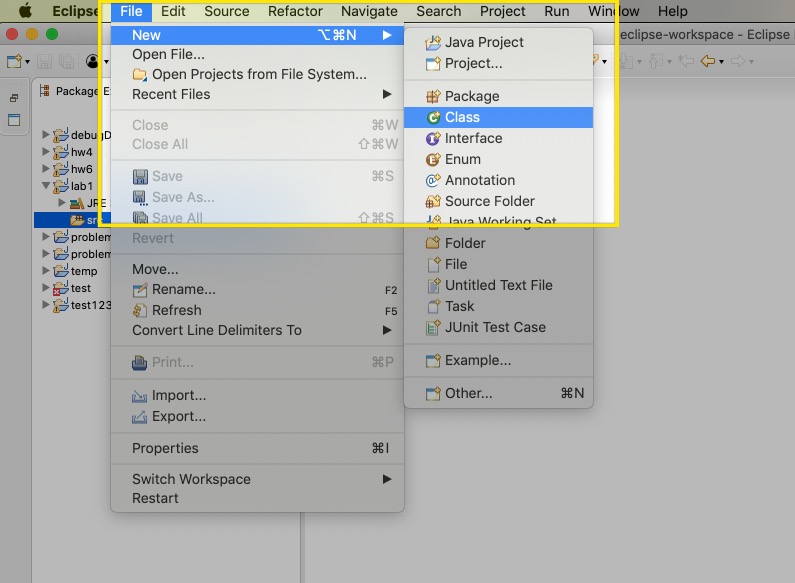 Eclipse File Edit Source Refactor Navigate Search Project Run Window Help
eclipse-workspace - Eclipse
Package E
debugD
hw4
hw6
lab1
JRE
src
problem
problem
temp
test
test123
New ⌥⌘N
Open File...
Open Projects from File System...
Recent Files
Close ⌘W
Close All ⇧⌘W
Save ⌘S
Save As...
Save All ⇧⌘S
Revert
Move...
Rename... F2
Refresh F5
Convert Line Delimiters To
Print... ⌘P
Import...
Export...
Properties ⌘I
Switch Workspace
Restart
Java Project
Project...
Package
Class
Interface
Enum
Annotation
Source Folder
Java Working Set
Folder
File
Untitled Text File
Task
JUnit Test Case
Example...
Other... ⌘N